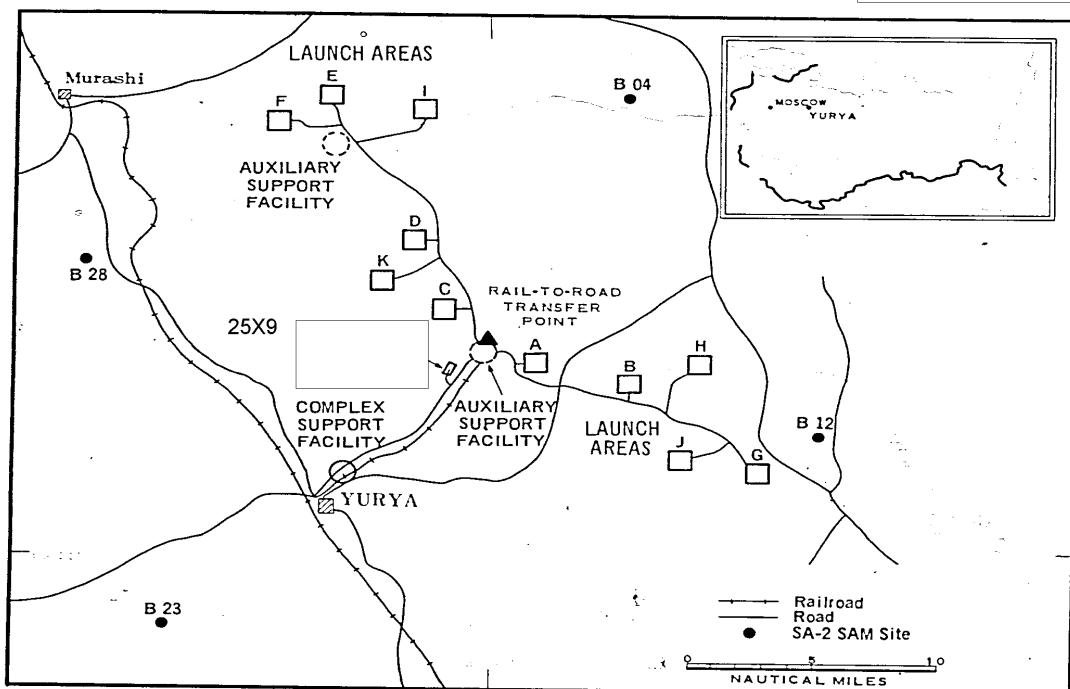 LAUNCH AREAS
Murashi
E
F
I
B 04
MOSCOW
YURYA
AUXILIARY
SUPPORT
FACILITY
D
K
B 28
C
RAIL-TO-ROAD
TRANSFER
POINT
25X9
A
B
H
COMPLEX
SUPPORT
FACILITY
AUXILIARY
SUPPORT
FACILITY
LAUNCH
AREAS
J
G
B 12
YURYA
B 23
Railroad
Road
SA-2 SAM Site
0 5 10
NAUTICAL MILES